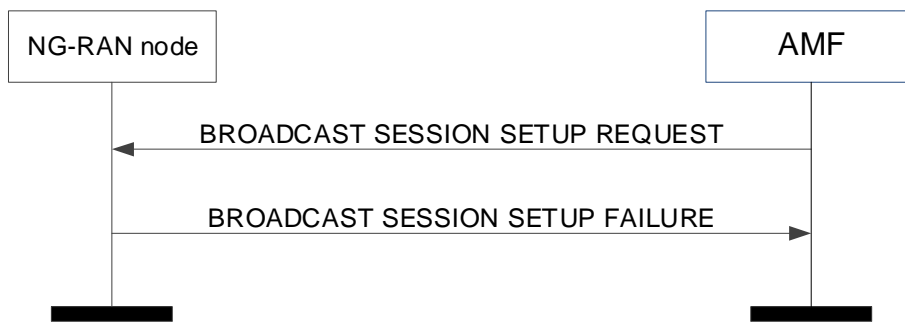 NG-RAN node
AMF
BROADCAST SESSION SETUP REQUEST
BROADCAST SESSION SETUP FAILURE